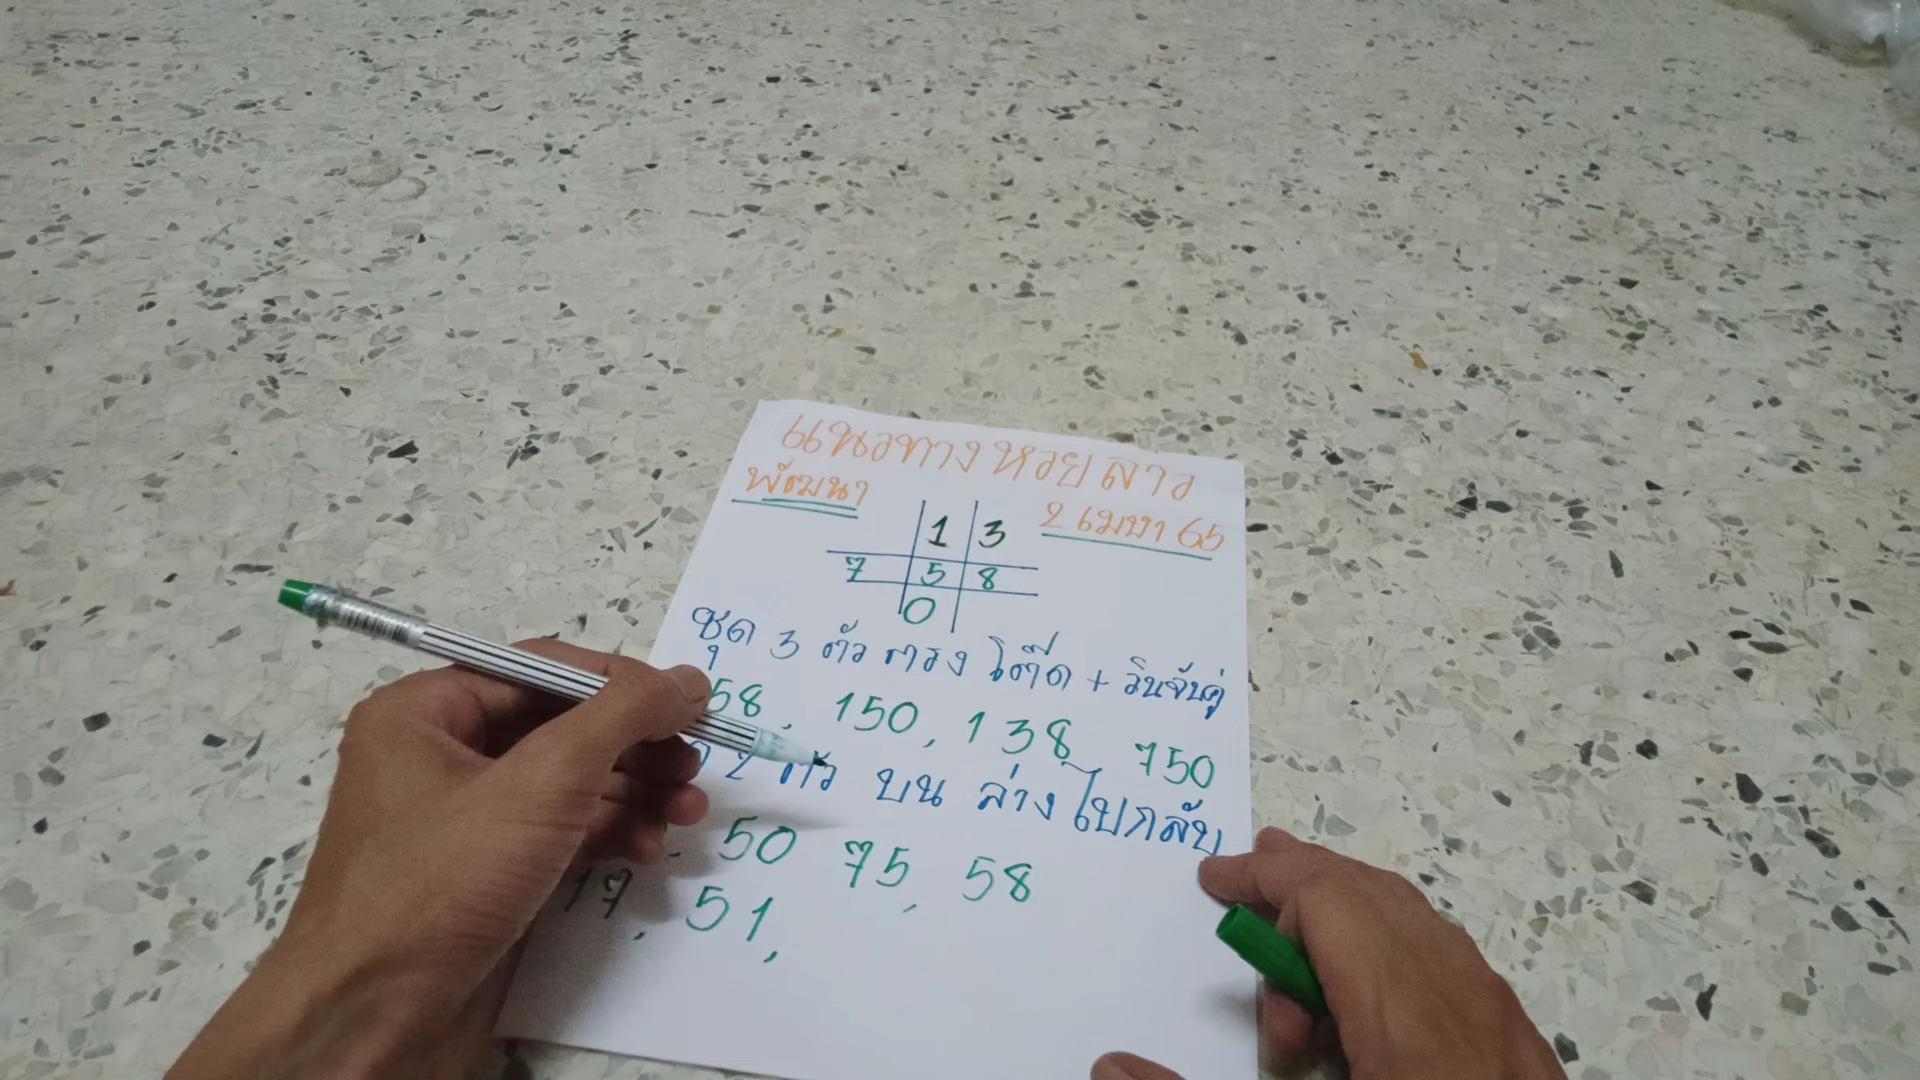 แนวทางหวยลาว
พัฒนา 2 เมษา 65
1 3
7 5 8
0
ชุด 3 ตัว ตรง โต๊ด + วินจับคู่
58, 150, 138 750
2 ตัว บน ล่าง ไปกลับ
50 75, 58
17, 51,